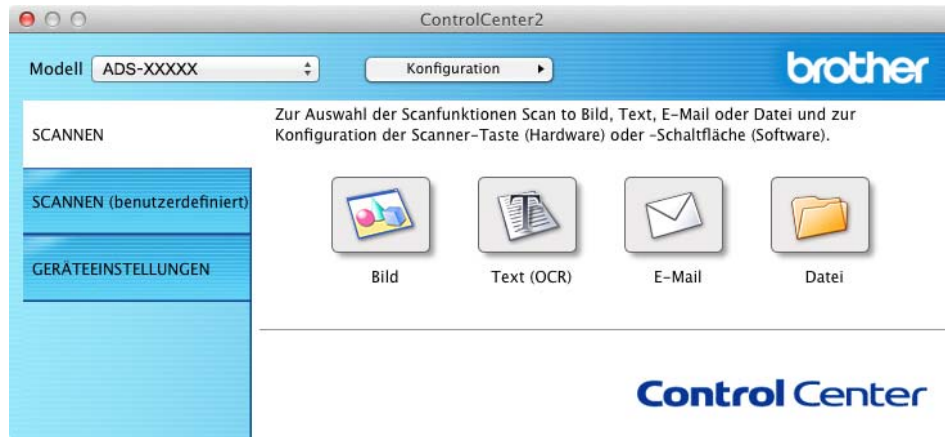 ControlCenter2
Modell ADS-XXXXX Konfiguration brother
SCANNEN
SCANNEN (benutzerdefiniert)
GERÄTEEINSTELLUNGEN
Zur Auswahl der Scanfunktionen Scan to Bild, Text, E-Mail oder Datei und zur
Konfiguration der Scanner-Taste (Hardware) oder -Schaltfläche (Software).
Bild Text (OCR) E-Mail Datei
Control Center